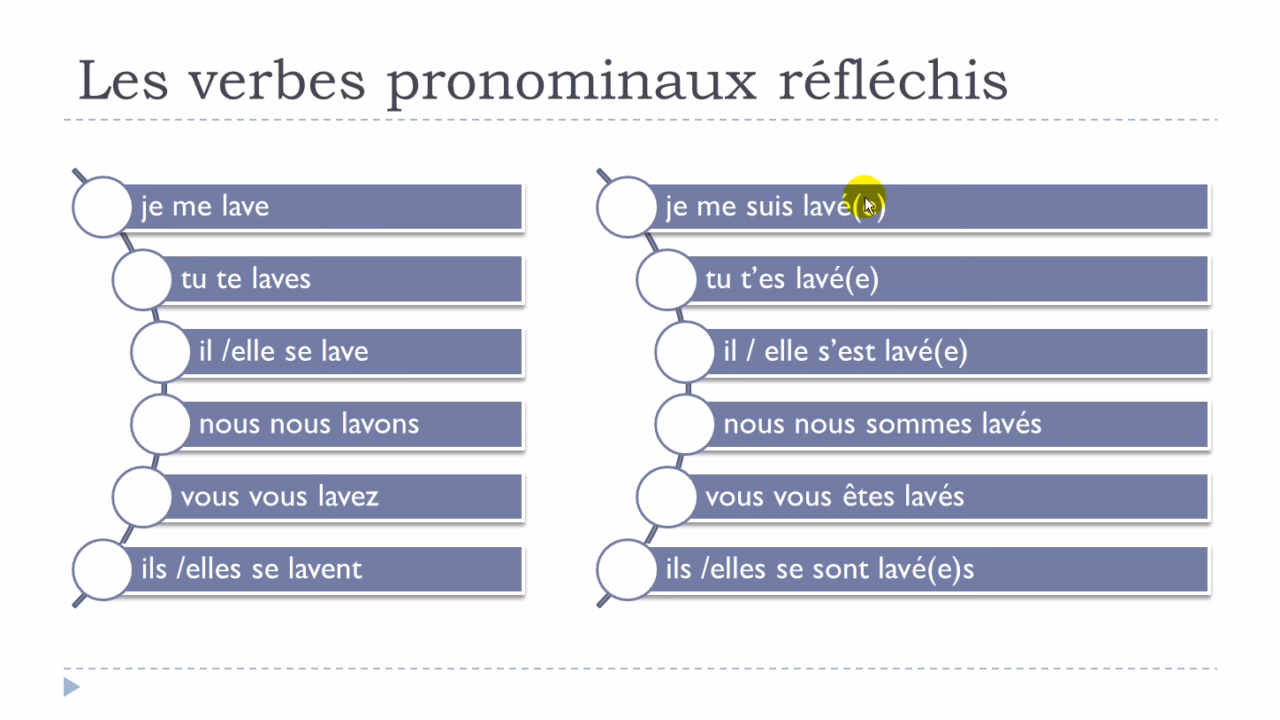 Les verbes pronominaux réfléchis
je me lave
tu te laves
il /elle se lave
nous nous lavons
vous vous lavez
ils /elles se lavent
je me suis lavé(e)
tu t’es lavé(e)
il / elle s’est lavé(e)
nous nous sommes lavés
vous vous êtes lavés
ils /elles se sont lavé(e)s